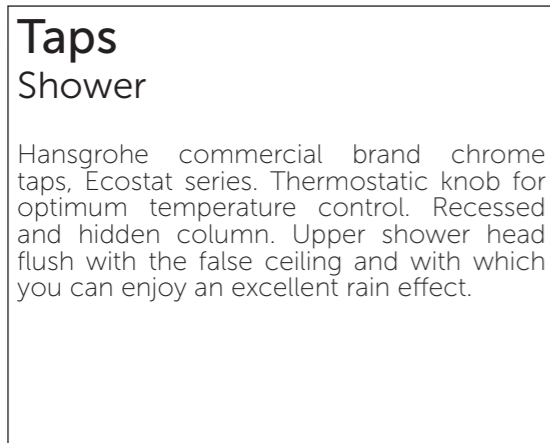 Taps
Shower
Hansgrohe commercial brand chrome
taps, Ecostat series. Thermostatic knob for
optimum temperature control. Recessed
and hidden column. Upper shower head
flush with the false ceiling and with which
you can enjoy an excellent rain effect.